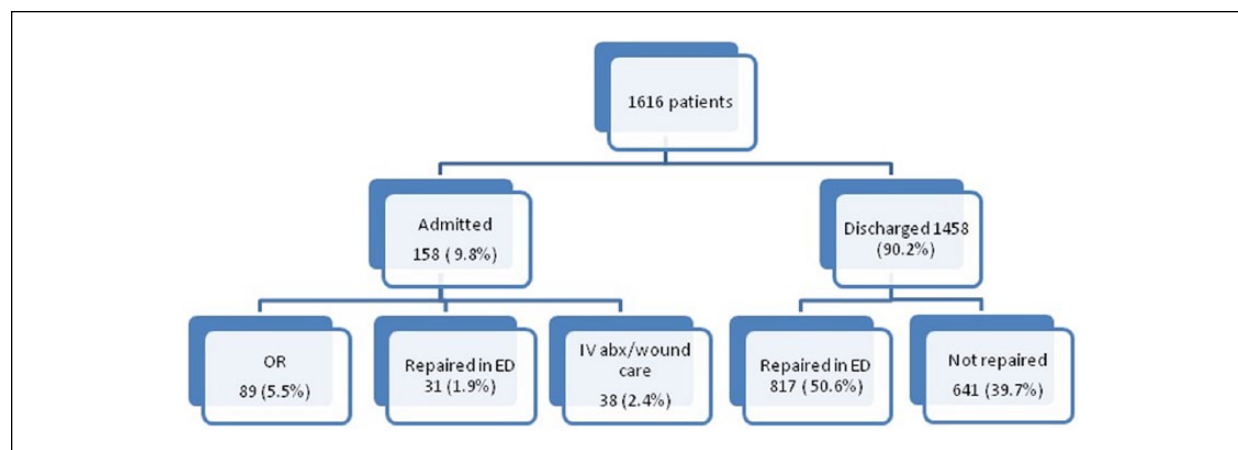 1616 patients
Admitted
158 ( 9.8%)
Discharged 1458
(90.2%)
OR
89 (5.5%)
Repaired in ED
31 (1.9%)
IV abx/wound
care
38 (2.4%)
Repaired in ED
817 (50.6%)
Not repaired
641 (39.7%)